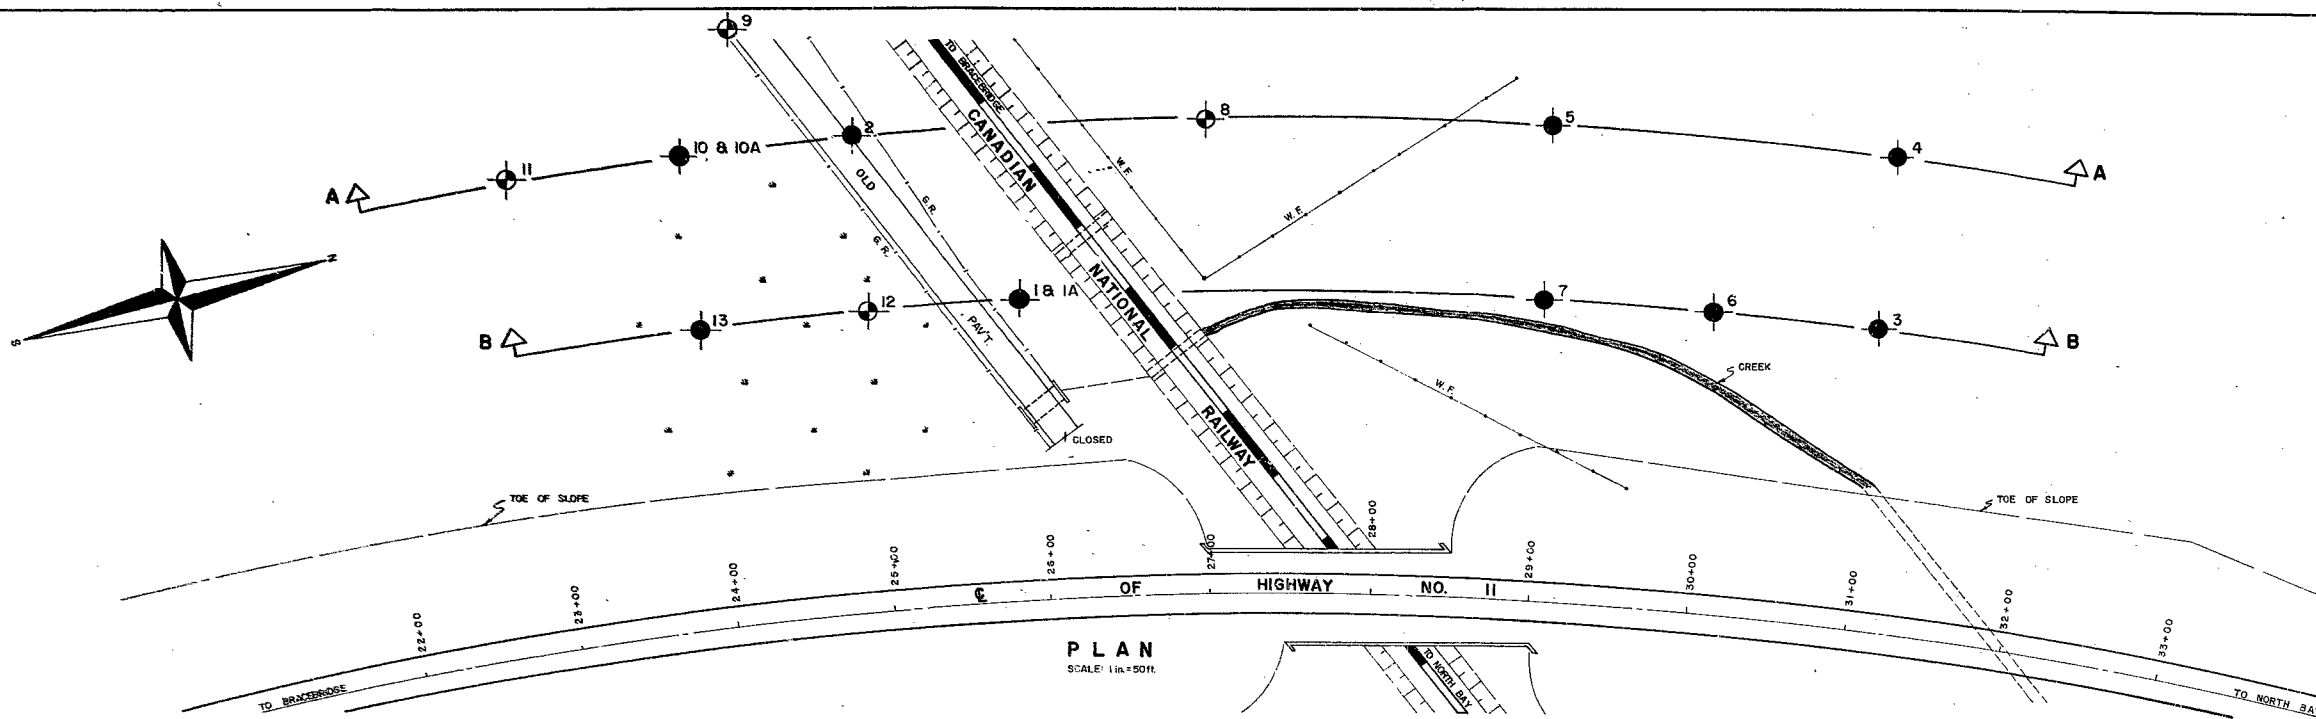 9
TO BRACEBRIDGE
CANADIAN
NATIONAL
RAILWAY
8
5
4
2
10 & 10A
11
A
A
W.F.
W.F.
OLD
G.R.
G.R.
PAV'T.
N
S
1 & 1A
12
13
B
B
7
6
3
CREEK
W.F.
CLOSED
TOE OF SLOPE
TOE OF SLOPE
22+00
23+00
24+00
25+00
26+00
27+00
28+00
29+00
30+00
31+00
32+00
33+00
℄ OF HIGHWAY NO. 11
PLAN
SCALE: 1 in.=50ft.
TO BRACEBRIDGE
TO NORTH BAY
TO NORTH BA